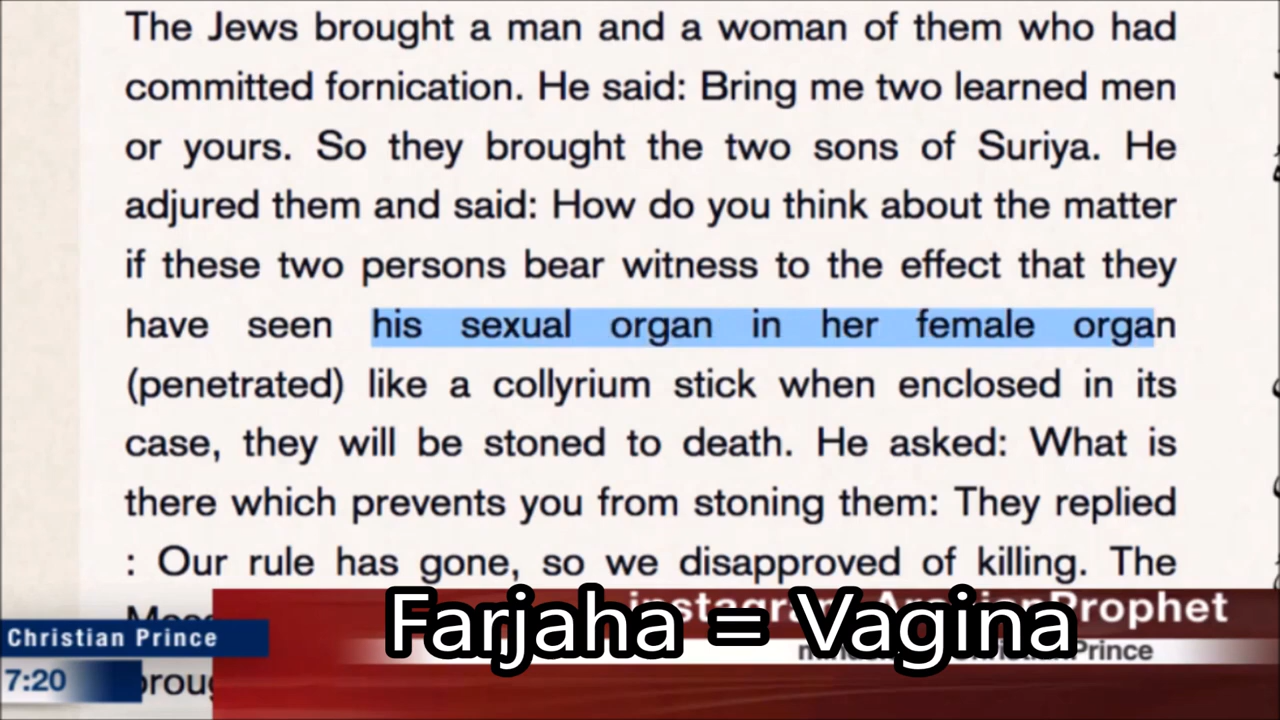 The Jews brought a man and a woman of them who had
committed fornication. He said: Bring me two learned men
or yours. So they brought the two sons of Suriya. He
adjured them and said: How do you think about the matter
if these two persons bear witness to the effect that they
have seen his sexual organ in her female organ
(penetrated) like a collyrium stick when enclosed in its
case, they will be stoned to death. He asked: What is
there which prevents you from stoning them: They replied
: Our rule has gone, so we disapproved of killing. The
Prophet
Christian Prince
Farjaha = Vagina
Prince
7:20